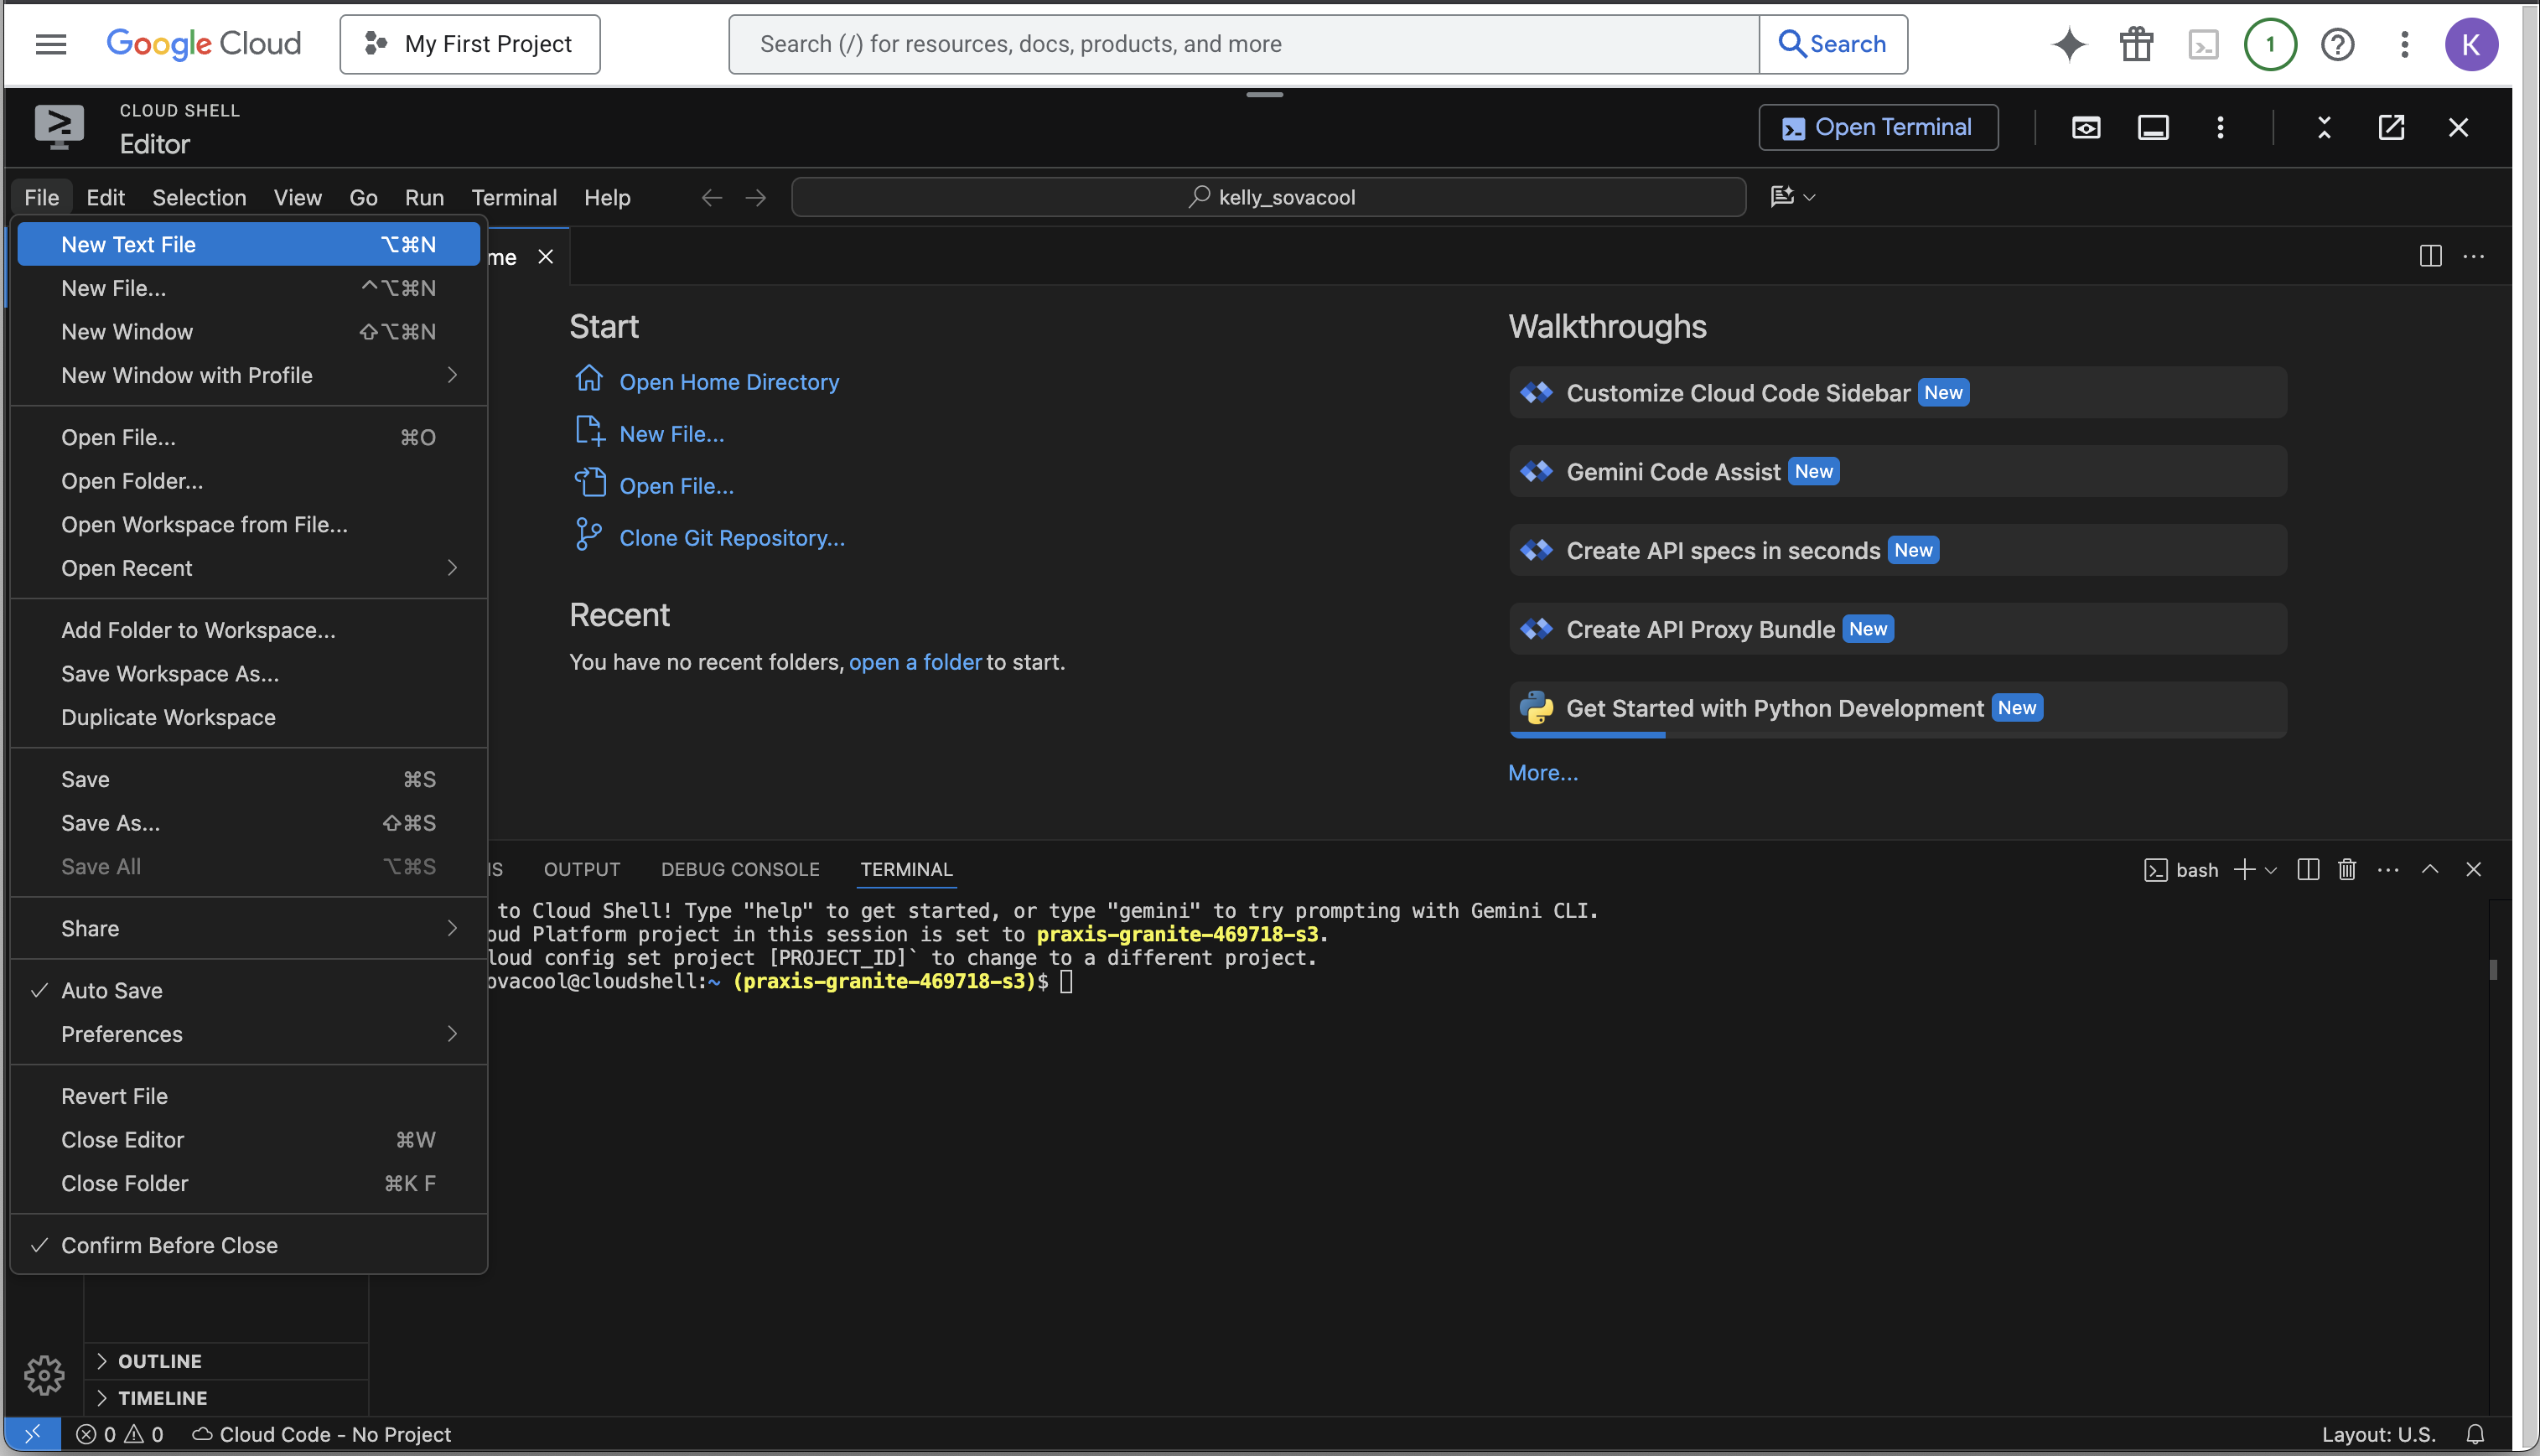 Google Cloud
My First Project
Search (/) for resources, docs, products, and more
Search
1
K
CLOUD SHELL
Editor
Open Terminal
File Edit Selection View Go Run Terminal Help
kelly_sovacool
New Text File ⌥⌘N
New File... ^⌥⌘N
New Window ⇧⌥⌘N
New Window with Profile
Open File... ⌘O
Open Folder...
Open Workspace from File...
Open Recent
Add Folder to Workspace...
Save Workspace As...
Duplicate Workspace
Save ⌘S
Save As... ⇧⌘S
Save All ⌥⌘S
Share
Auto Save
Preferences
Revert File
Close Editor ⌘W
Close Folder ⌘K F
Confirm Before Close
me
Start
Open Home Directory
New File...
Open File...
Clone Git Repository...
Recent
You have no recent folders, open a folder to start.
Walkthroughs
Customize Cloud Code Sidebar New
Gemini Code Assist New
Create API specs in seconds New
Create API Proxy Bundle New
Get Started with Python Development New
More...
S OUTPUT DEBUG CONSOLE TERMINAL
bash
to Cloud Shell! Type "help" to get started, or type "gemini" to try prompting with Gemini CLI.
oud Platform project in this session is set to praxis-granite-469718-s3.
loud config set project [PROJECT_ID]` to change to a different project.
ovacool@cloudshell:~ (praxis-granite-469718-s3)$
OUTLINE
TIMELINE
0 0 Cloud Code - No Project
Layout: U.S.